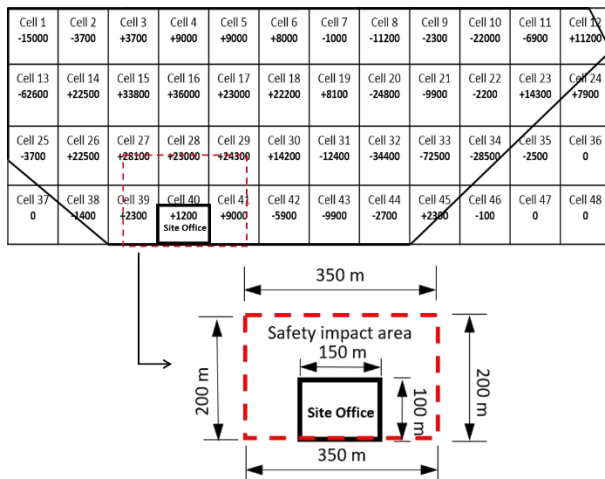 Cell 1 Cell 2 Cell 3 Cell 4 Cell 5 Cell 6 Cell 7 Cell 8 Cell 9 Cell 10 Cell 11 Cell 12
-15000 -3700 +3700 +9000 +9000 +8000 -1000 -11200 -2300 -22000 -6900 +11200
Cell 13 Cell 14 Cell 15 Cell 16 Cell 17 Cell 18 Cell 19 Cell 20 Cell 21 Cell 22 Cell 23 Cell 24
-62600 +22500 +33800 +36000 +23000 +22200 +8100 -24800 -9900 -2200 +14300 +7900
Cell 25 Cell 26 Cell 27 Cell 28 Cell 29 Cell 30 Cell 31 Cell 32 Cell 33 Cell 34 Cell 35 Cell 36
-3700 +22500 +28100 +23000 +24300 +14200 -12400 -34400 -72500 -28500 -2500 0
Cell 37 Cell 38 Cell 39 Cell 40 Cell 41 Cell 42 Cell 43 Cell 44 Cell 45 Cell 46 Cell 47 Cell 48
0 -1400 +2300 +1200 +9000 -5900 -9900 -2700 +2300 -100 0 0
Site Office
350 m
Safety impact area
150 m
200 m
Site Office
100 m
200 m
350 m